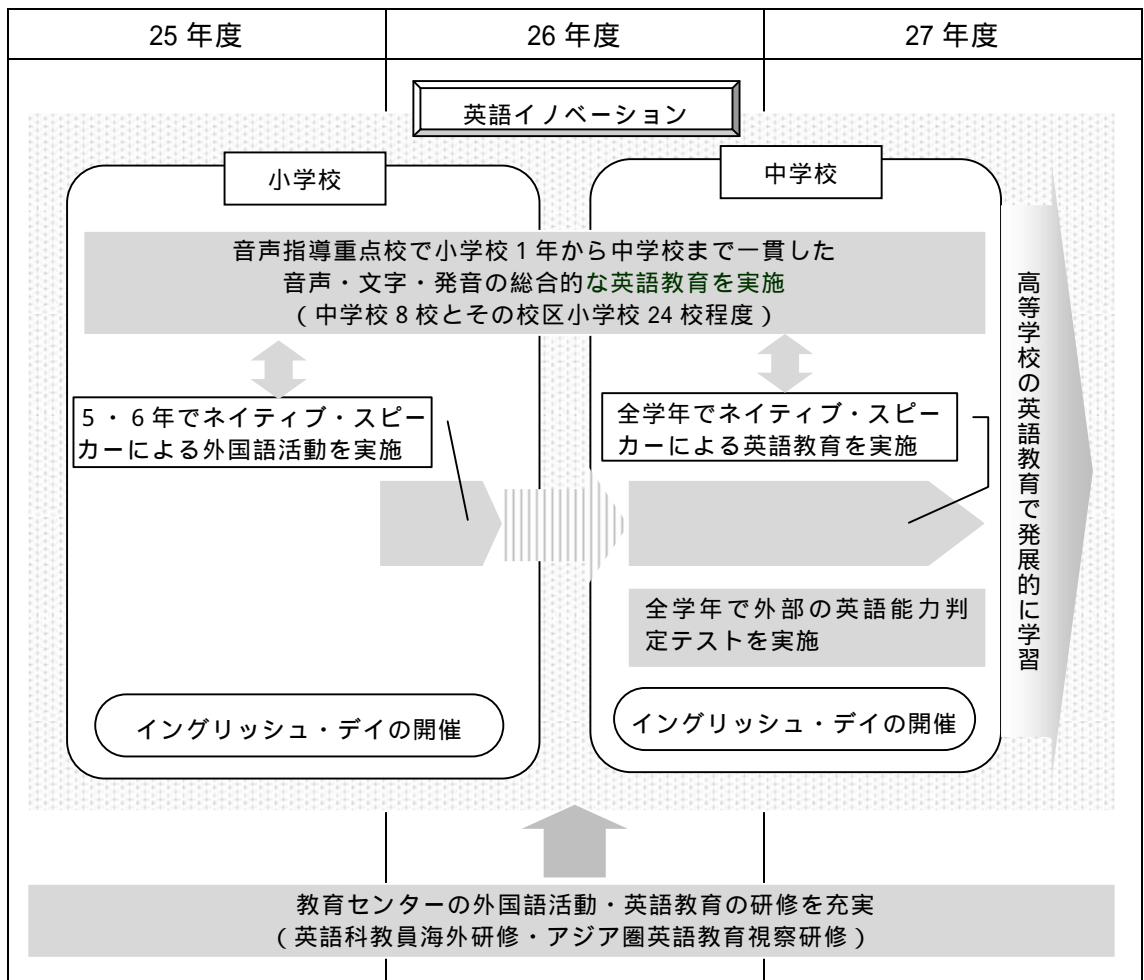 25 年度
26 年度
27 年度
英語イノベーション
小学校
中学校
音声指導重点校で小学校１年から中学校まで一貫した
音声・文字・発音の総合的な英語教育を実施
（中学校８校とその校区小学校 24 校程度）
５・６年でネイティブ・スピー
カーによる外国語活動を実施
全学年でネイティブ・スピー
カーによる英語教育を実施
全学年で外部の英語能力判
定テストを実施
イングリッシュ・デイの開催
イングリッシュ・デイの開催
高等学校の英語教育で発展的に学習
教育センターの外国語活動・英語教育の研修を充実
（英語科教員海外研修・アジア圏英語教育視察研修）